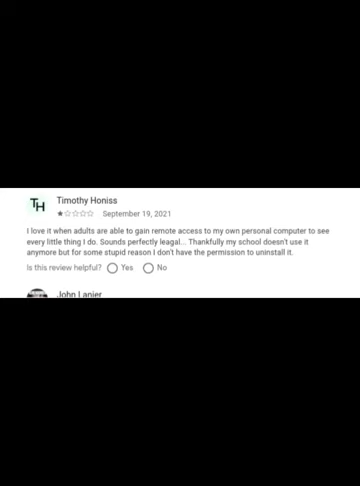 TH
Timothy Honiss
September 19, 2021
I love it when adults are able to gain remote access to my own personal computer to see
every little thing I do. Sounds perfectly leagal... Thankfully my school doesn't use it
anymore but for some stupid reason I don't have the permission to uninstall it.
Is this review helpful? Yes No
John Lanier